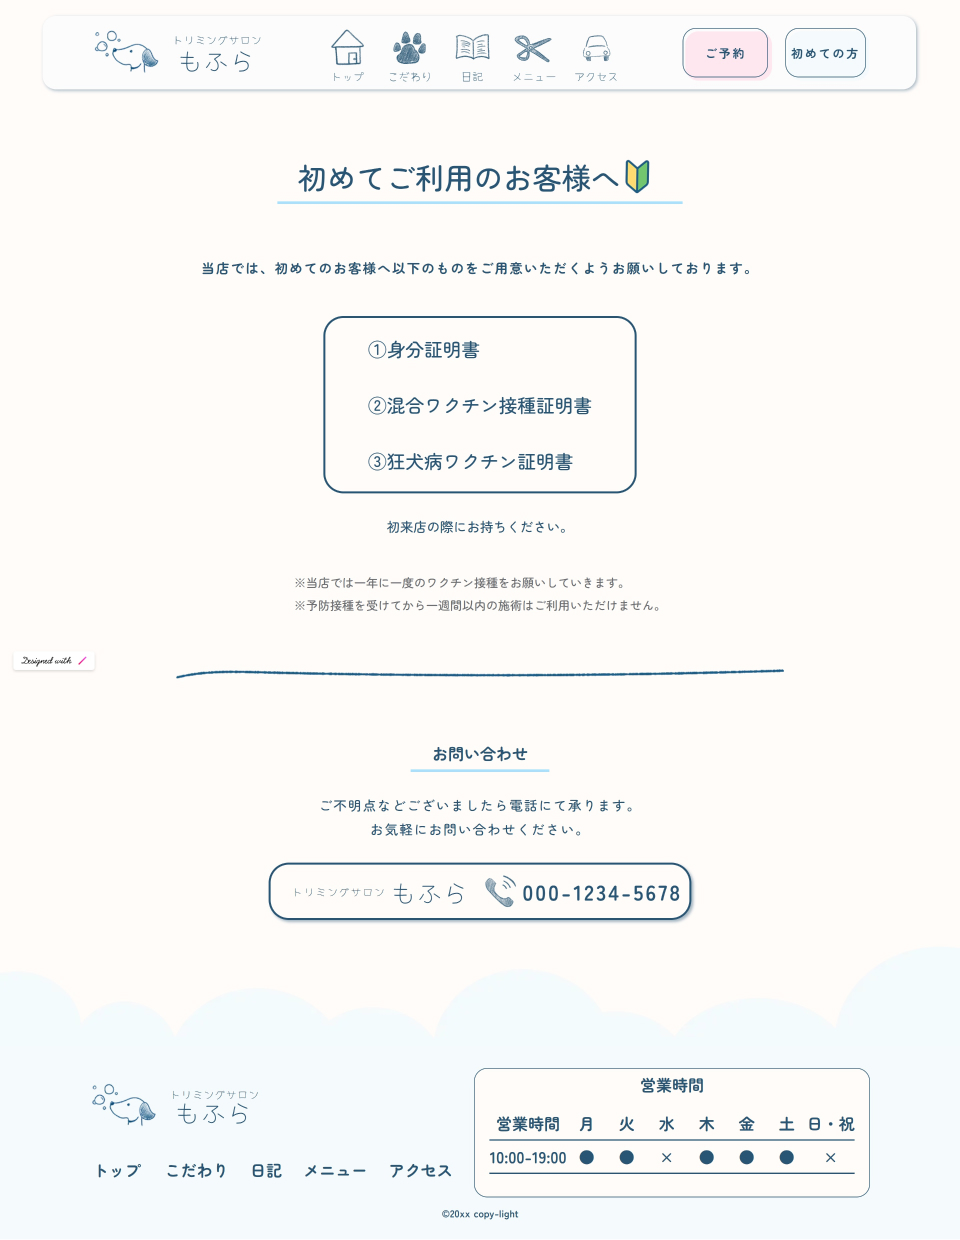 トリミングサロン
もふら
トップ
こだわり
日記
メニュー
アクセス
ご予約
初めての方
初めてご利用のお客様へ
当店では、初めてのお客様へ以下のものをご用意いただくようお願いしております。
①身分証明書
②混合ワクチン接種証明書
③狂犬病ワクチン証明書
初来店の際にお持ちください。
※当店では一年に一度のワクチン接種をお願いしていきます。
※予防接種を受けてから一週間以内の施術はご利用いただけません。
Designed with
お問い合わせ
ご不明点などございましたら電話にて承ります。
お気軽にお問い合わせください。
トリミングサロン もふら 000-1234-5678
トリミングサロン
もふら
トップ こだわり 日記 メニュー アクセス
営業時間
営業時間 月 火 水 木 金 土 日・祝
10:00-19:00 ● ● × ● ● ● ×
©20xx copy-light